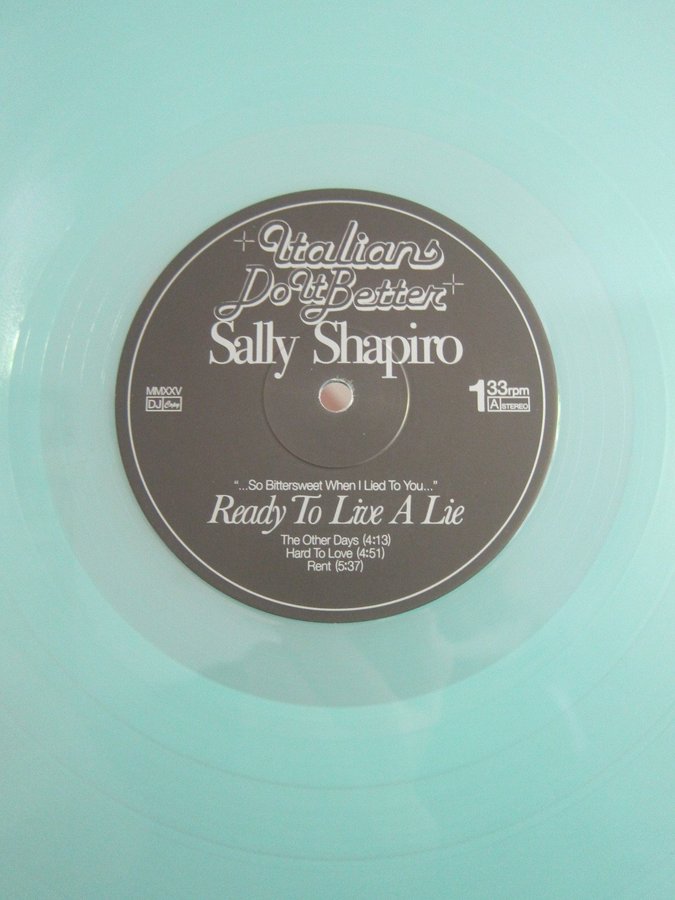 Italians
Do It Better
Sally Shapiro
MMXXV
DJ Copy
1 33rpm
A STEREO
“...So Bittersweet When I Lied To You...”
Ready To Live A Lie
The Other Days (4:13)
Hard To Love (4:51)
Rent (5:37)